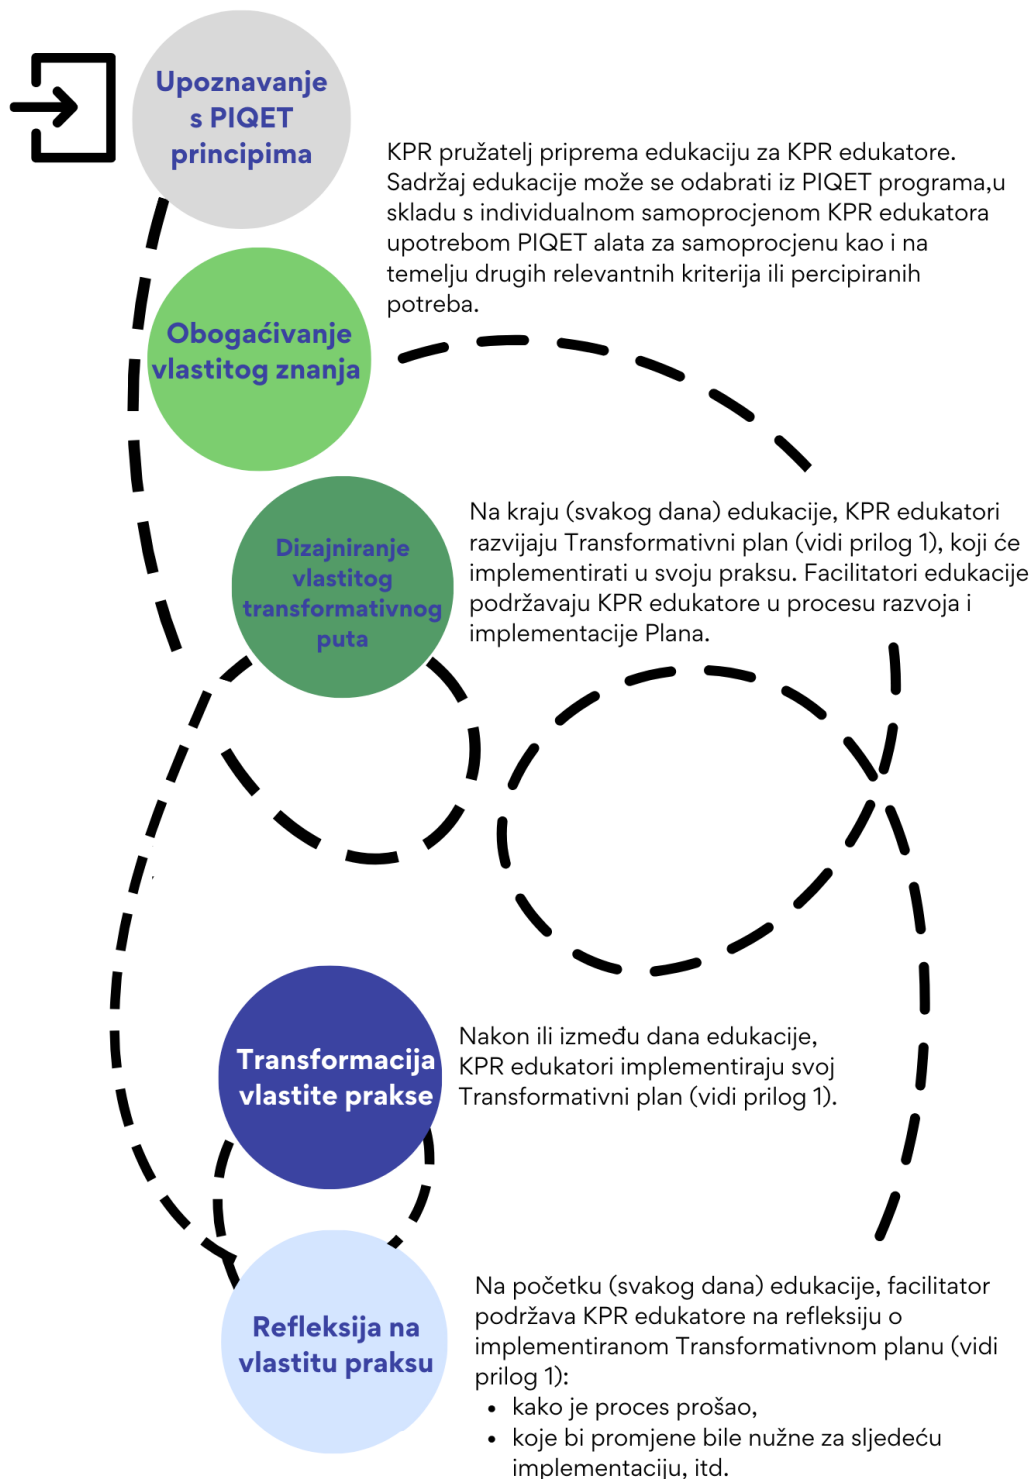 Upoznavanje
s PIQET
principima
KPR pružatelj priprema edukaciju za KPR edukatore.
Sadržaj edukacije može se odabrati iz PIQET programa,u
skladu s individualnom samoprocjenom KPR edukatora
upotrebom PIQET alata za samoprocjenu kao i na
temelju drugih relevantnih kriterija ili percipiranih
potreba.
Obogaćivanje
vlastitog znanja
Dizajniranje
vlastitog
transformativnog
puta
Na kraju (svakog dana) edukacije, KPR edukatori
razvijaju Transformativni plan (vidi prilog 1), koji će
implementirati u svoju praksu. Facilitatori edukacije
podržavaju KPR edukatore u procesu razvoja i
implementacije Plana.
Transformacija
vlastite prakse
Nakon ili između dana edukacije,
KPR edukatori implementiraju svoj
Transformativni plan (vidi prilog 1).
Refleksija na
vlastitu praksu
Na početku (svakog dana) edukacije, facilitator
podržava KPR edukatore na refleksiju o
implementiranom Transformativnom planu (vidi
prilog 1):
• kako je proces prošao,
• koje bi promjene bile nužne za sljedeću
implementaciju, itd.